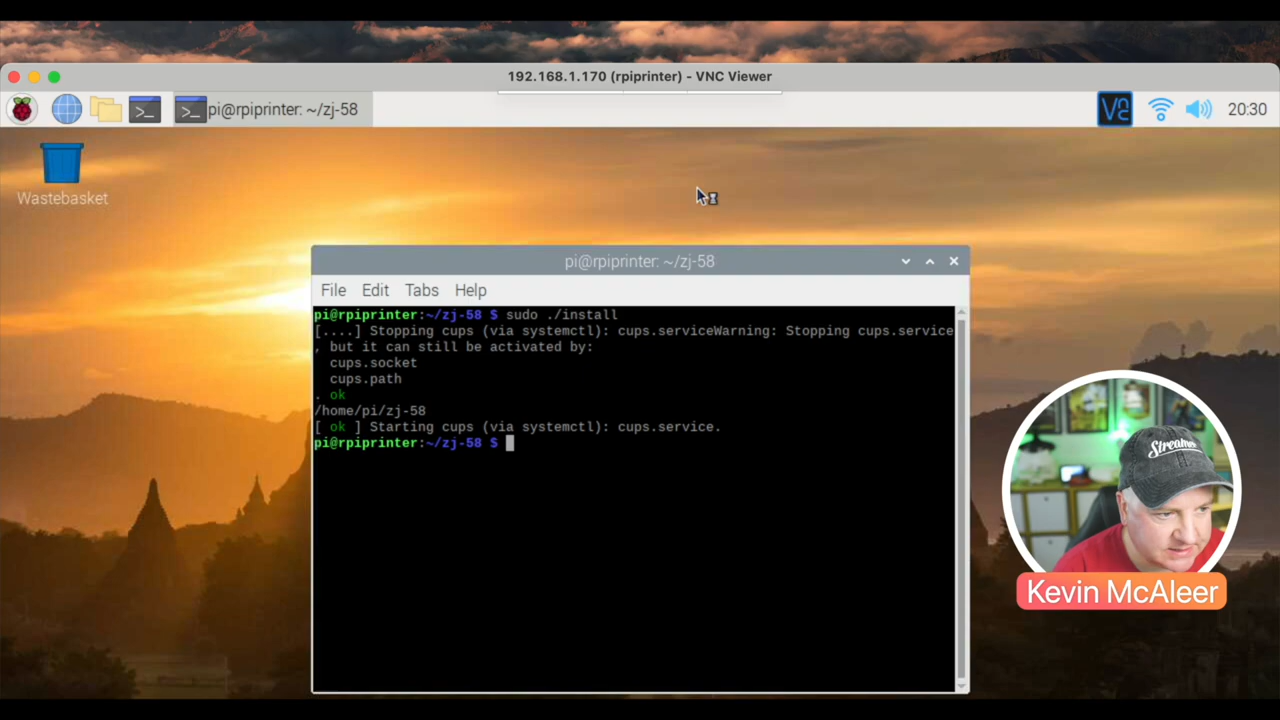 192.168.1.170 (rpiprinter) - VNC Viewer
pi@rpiprinter: ~/zj-58
20:30
Wastebasket
pi@rpiprinter: ~/zj-58
File Edit Tabs Help
pi@rpiprinter:~/zj-58 $ sudo ./install
[....] Stopping cups (via systemctl): cups.serviceWarning: Stopping cups.service
, but it can still be activated by:
cups.socket
cups.path
. ok
/home/pi/zj-58
[ ok ] Starting cups (via systemctl): cups.service.
pi@rpiprinter:~/zj-58 $
Kevin McAleer